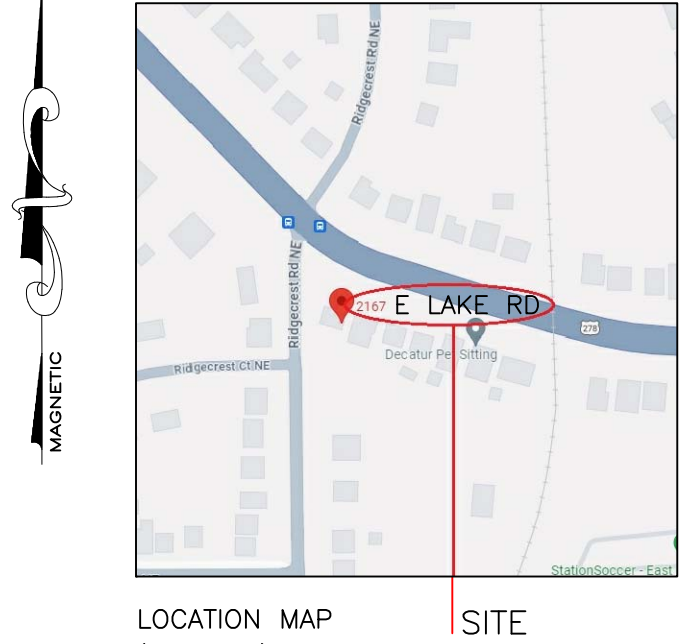 MAGNETIC
Ridgecrest Rd NE
Ridgecrest Rd NE
2167 E LAKE RD
278
Decatur Pet Sitting
Ridgecrest Ct NE
StationSoccer - East
LOCATION MAP
SITE